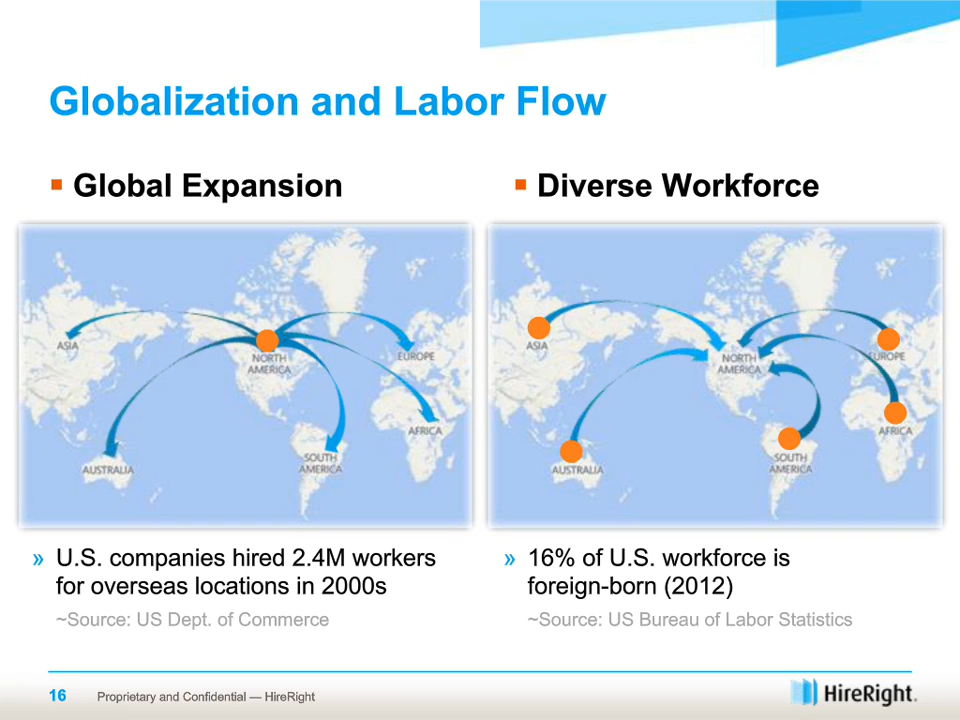 Globalization and Labor Flow
▪ Global Expansion
ASIA
NORTH
AMERICA
EUROPE
AFRICA
SOUTH
AMERICA
AUSTRALIA
» U.S. companies hired 2.4M workers
for overseas locations in 2000s
~Source: US Dept. of Commerce
▪ Diverse Workforce
ASIA
NORTH
AMERICA
EUROPE
AFRICA
SOUTH
AMERICA
AUSTRALIA
» 16% of U.S. workforce is
foreign-born (2012)
~Source: US Bureau of Labor Statistics
16 Proprietary and Confidential — HireRight
HireRight